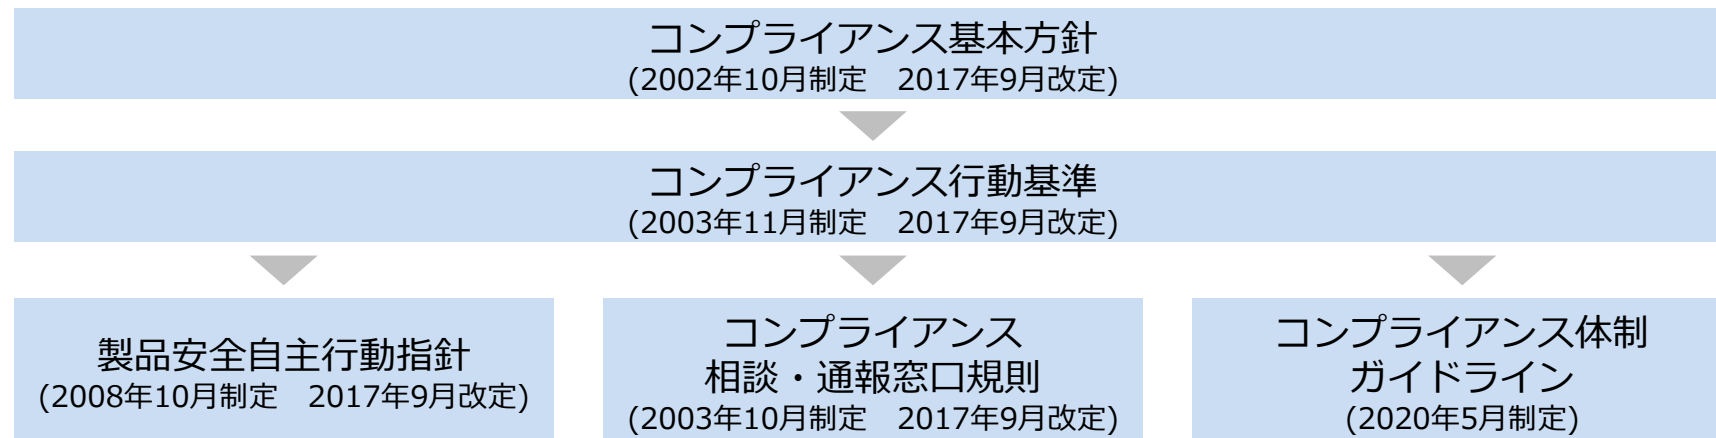 コンプライアンス基本方針
(2002年10月制定　2017年9月改定)
コンプライアンス行動基準
(2003年11月制定　2017年9月改定)
製品安全自主行動指針
(2008年10月制定　2017年9月改定)
コンプライアンス
相談・通報窓口規則
(2003年10月制定　2017年9月改定)
コンプライアンス体制
ガイドライン
(2020年5月制定)